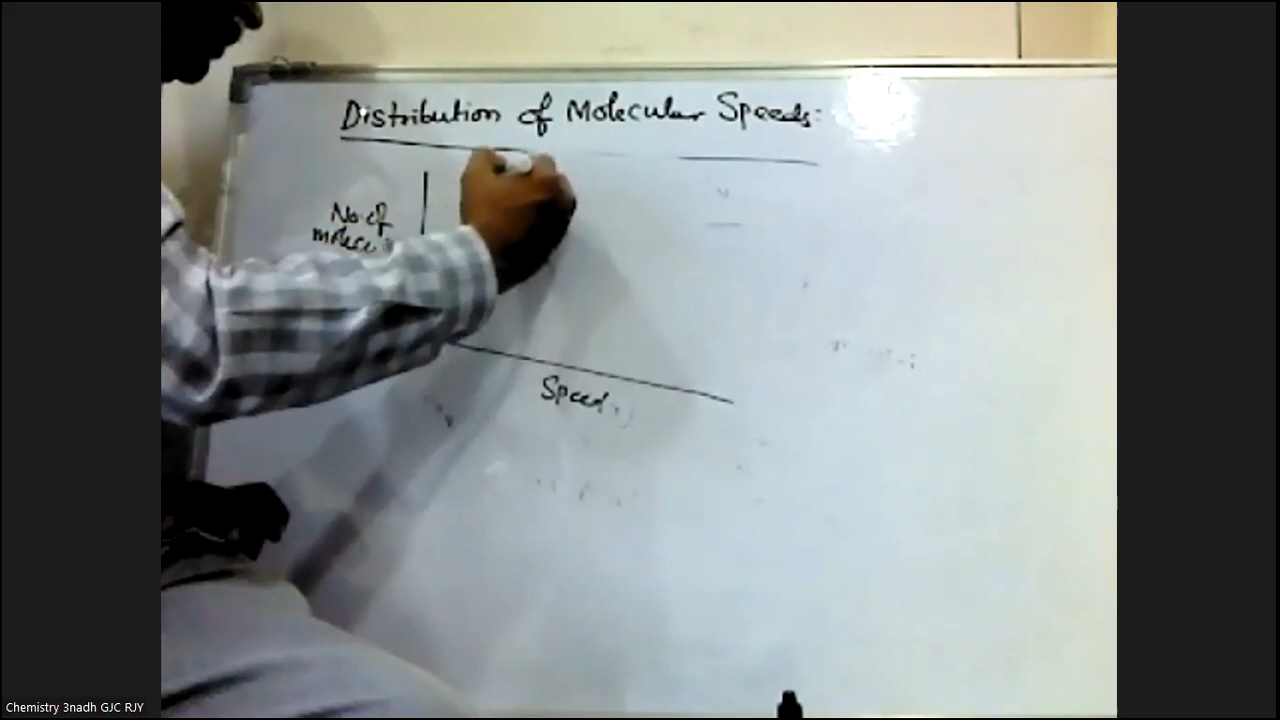 Distribution of Molecular Speeds:
No. of
Speed
Chemistry 3nadh GJC RJY